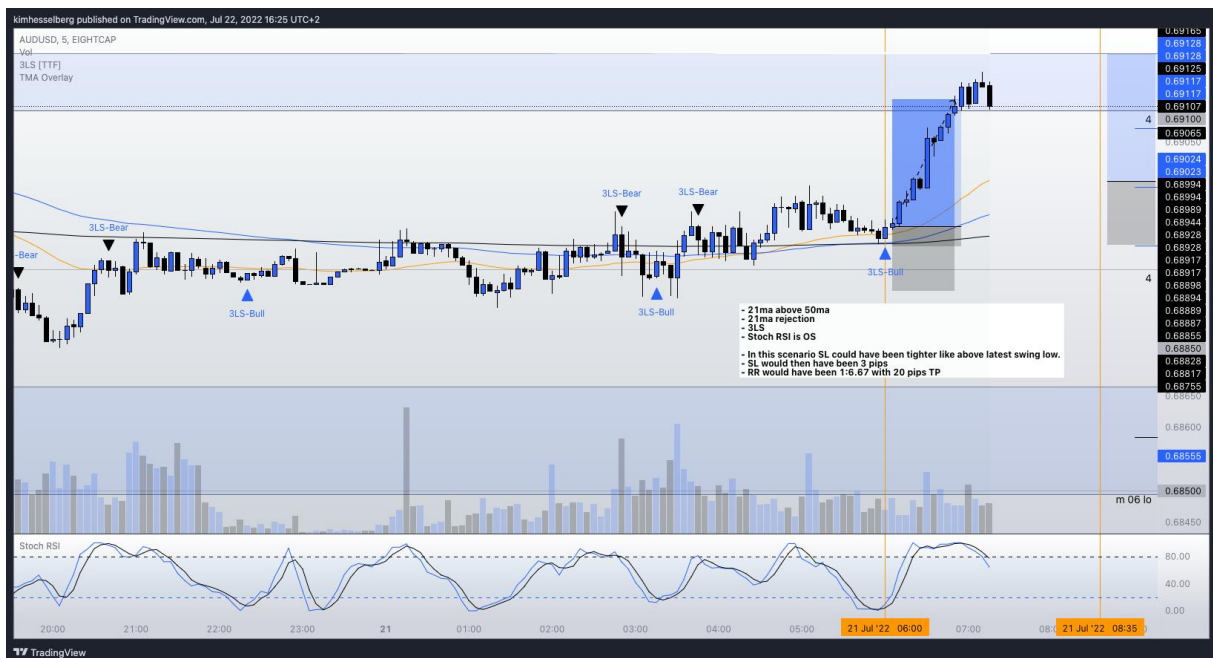 kimhesselberg published on TradingView.com, Jul 22, 2022 16:25 UTC+2
AUDUSD, 5, EIGHTCAP
Vol
3LS [TTF]
TMA Overlay
0.69165
0.69128
0.69128
0.69125
0.69117
0.69117
0.69107
0.69100
0.69065
0.69050
0.69024
0.69023
0.68994
0.68994
0.68989
0.68944
0.68928
0.68928
0.68917
0.68917
0.68898
0.68894
0.68889
0.68887
0.68855
0.68850
0.68828
0.68817
0.68755
0.68650
0.68600
0.68555
0.68500
0.68450
4
4
m 06 lo
-Bear
3LS-Bear
3LS-Bull
3LS-Bear
3LS-Bear
3LS-Bull
3LS-Bull
- 21ma above 50ma
- 21ma rejection
- 3LS
- Stoch RSI is OS
- In this scenario SL could have been tighter like above latest swing low.
- SL would then have been 3 pips
- RR would have been 1:6.67 with 20 pips TP
Stoch RSI
80.00
40.00
0.00
20:00 21:00 22:00 23:00 21 01:00 02:00 03:00 04:00 05:00 21 Jul '22 06:00 07:00 08: 21 Jul '22 08:35
TradingView